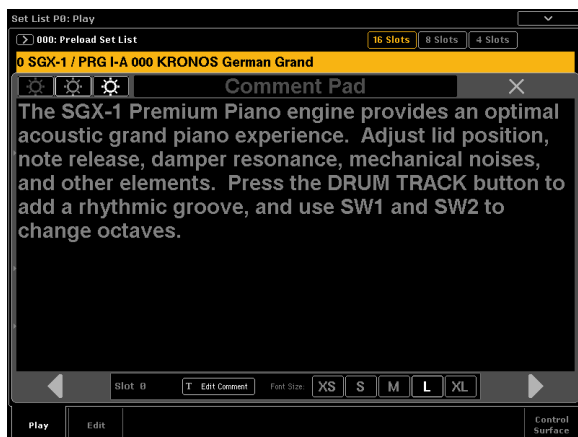 Set List P0: Play
000: Preload Set List
16 Slots
8 Slots
4 Slots
0 SGX-1 / PRG I-A 000 KRONOS German Grand
Comment Pad
The SGX-1 Premium Piano engine provides an optimal
acoustic grand piano experience.  Adjust lid position,
note release, damper resonance, mechanical noises,
and other elements.  Press the DRUM TRACK button to
add a rhythmic groove, and use SW1 and SW2 to
change octaves.
Slot 0
T Edit Comment
Font Size:
XS
S
M
L
XL
Play
Edit
Control
Surface